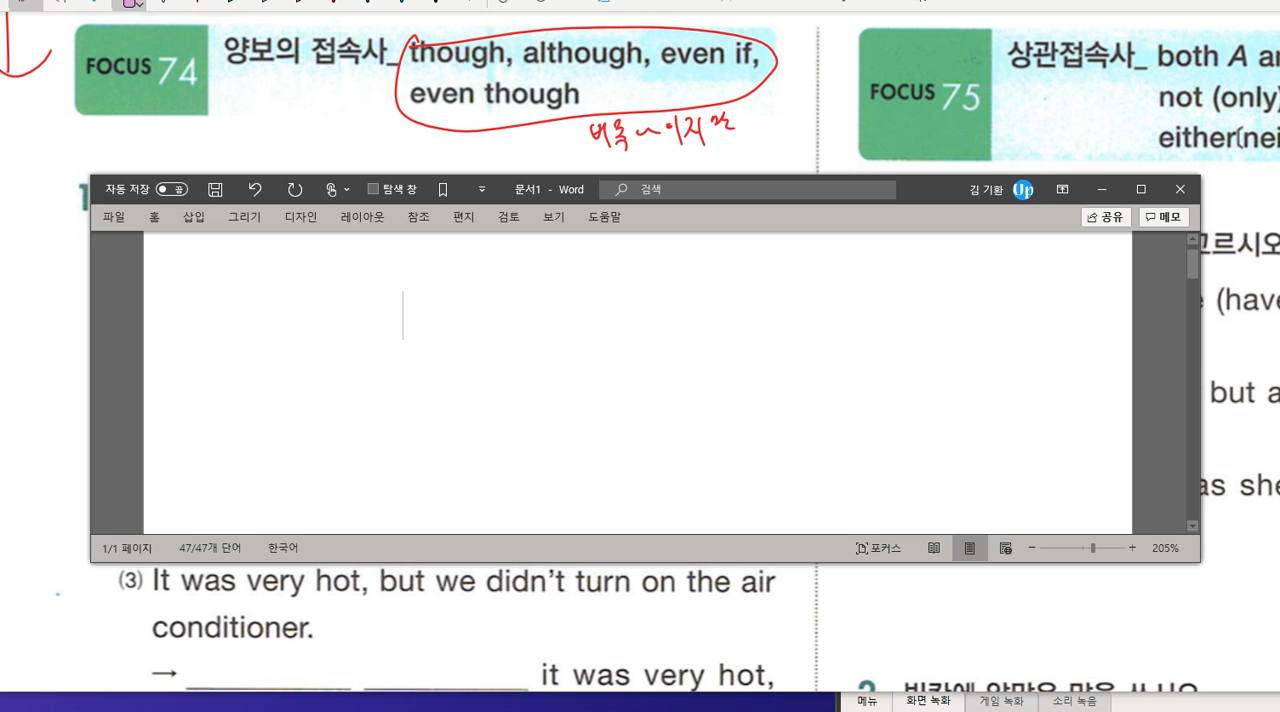 FOCUS 74 양보의 접속사_ though, although, even if,
even though
비록 ~이지만
FOCUS 75 상관접속사_ both A an
not (only)
either(nei
1
자동 저장 끔 탐색 창 문서1 - Word 검색 김 기환 Up
파일 홈 삽입 그리기 디자인 레이아웃 참조 편지 검토 보기 도움말 공유 메모
고르시오
(have
but a
as she
1/1 페이지 47/47개 단어 한국어 포커스 205%
(3) It was very hot, but we didn't turn on the air
conditioner.
→ it was very hot,
메뉴 화면 녹화 게임 녹화 소리 녹음